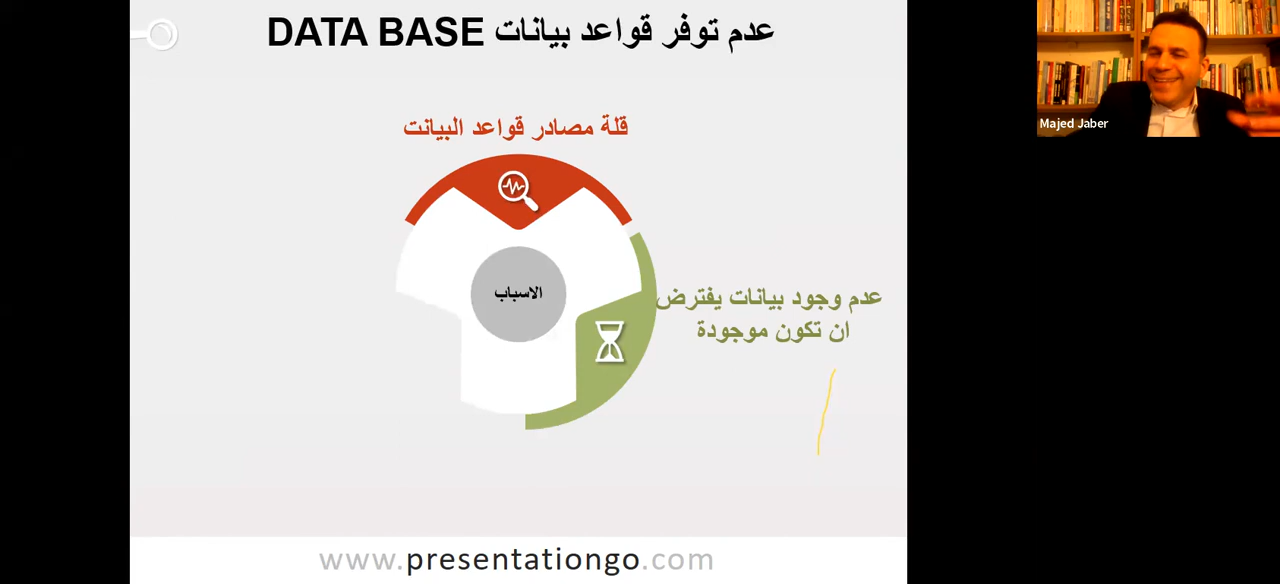 عدم توفر قواعد بيانات DATA BASE
Majed Jaber
قلة مصادر قواعد البيانت
الاسباب
عدم وجود بيانات يفترض
ان تكون موجودة
www.presentationgo.com